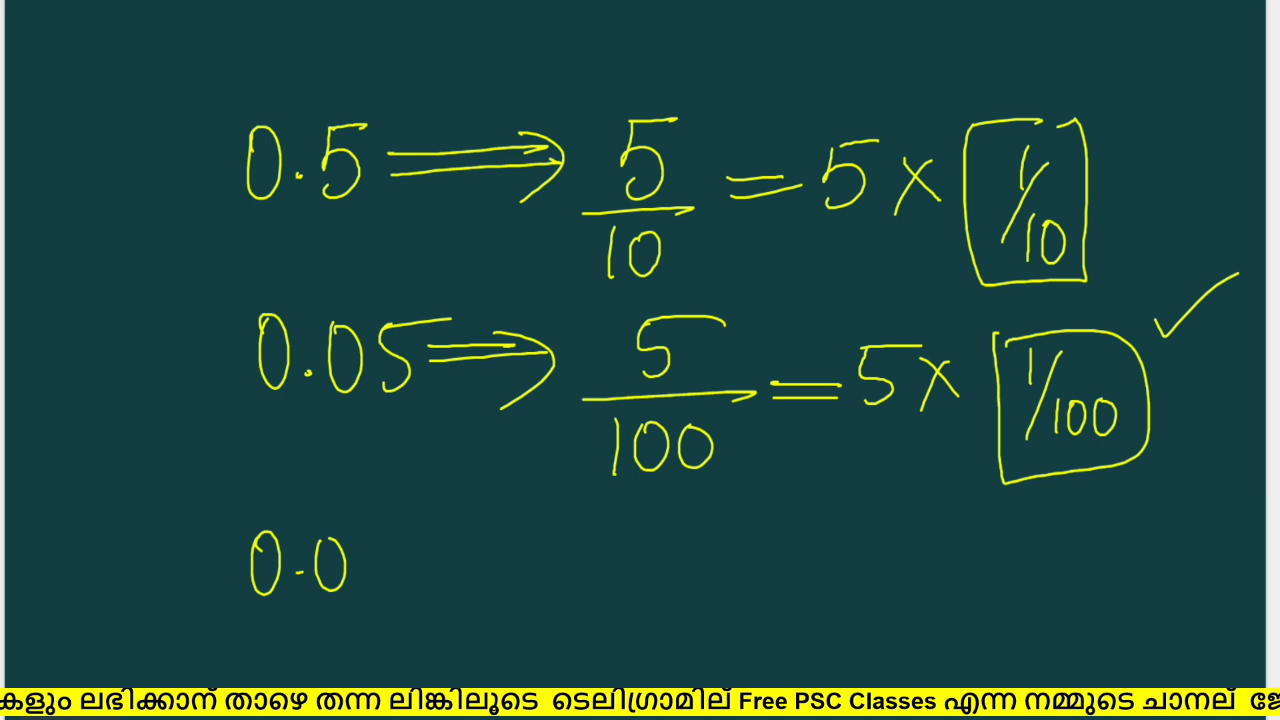 0.5 ⇒ 5/10 = 5 × 1/10
0.05 ⇒ 5/100 = 5 × 1/100 ✓
0.0
കളും ലഭിക്കാന് താഴെ തന്ന ലിങ്കിലൂടെ ടെലിഗ്രാമില് Free PSC Classes എന്ന നമ്മുടെ ചാനല്